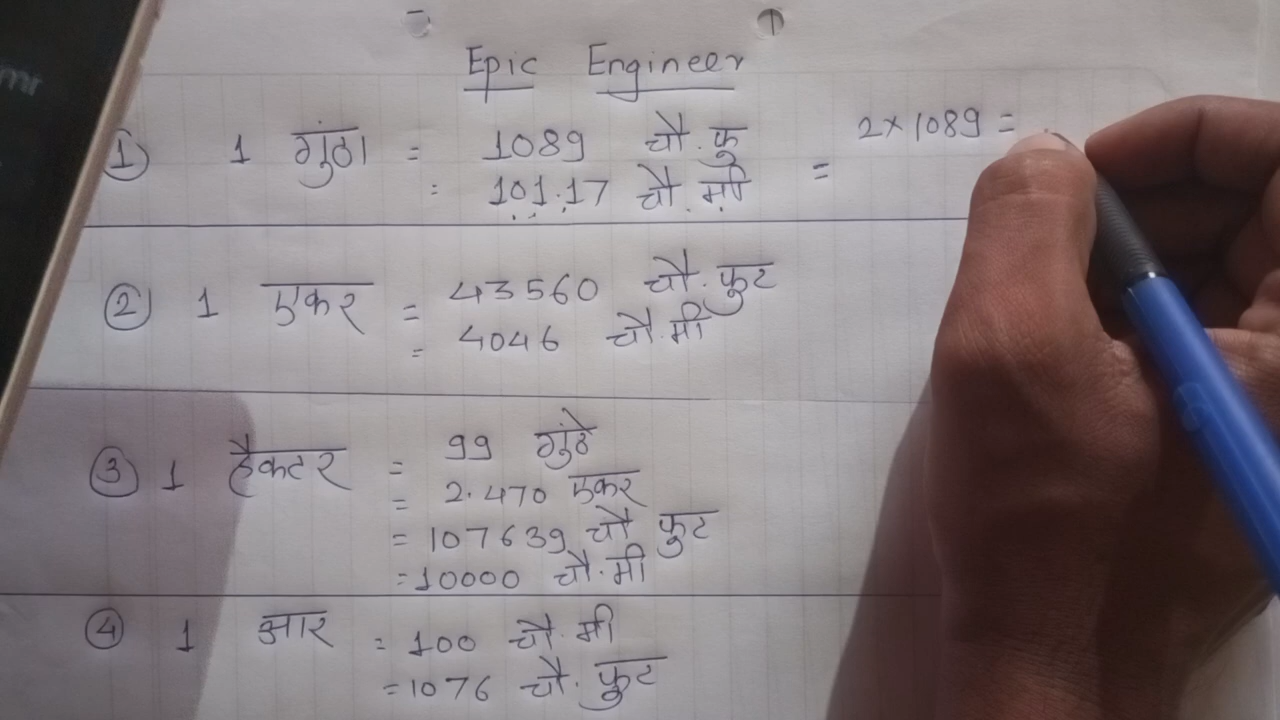 Epic Engineer
① 1 गुंठा = 1089 चौ.फु
= 101.17 चौ.मी
2×1089 =
=
② 1 एकर = 43560 चौ.फुट
= 4046 चौ.मी
③ 1 हैक्टर = 99 गुंठे
= 2.470 एकर
= 107639 चौ फुट
= 10000 चौ.मी
④ 1 आर = 100 चौ.मी
= 1076 चौ.फुट